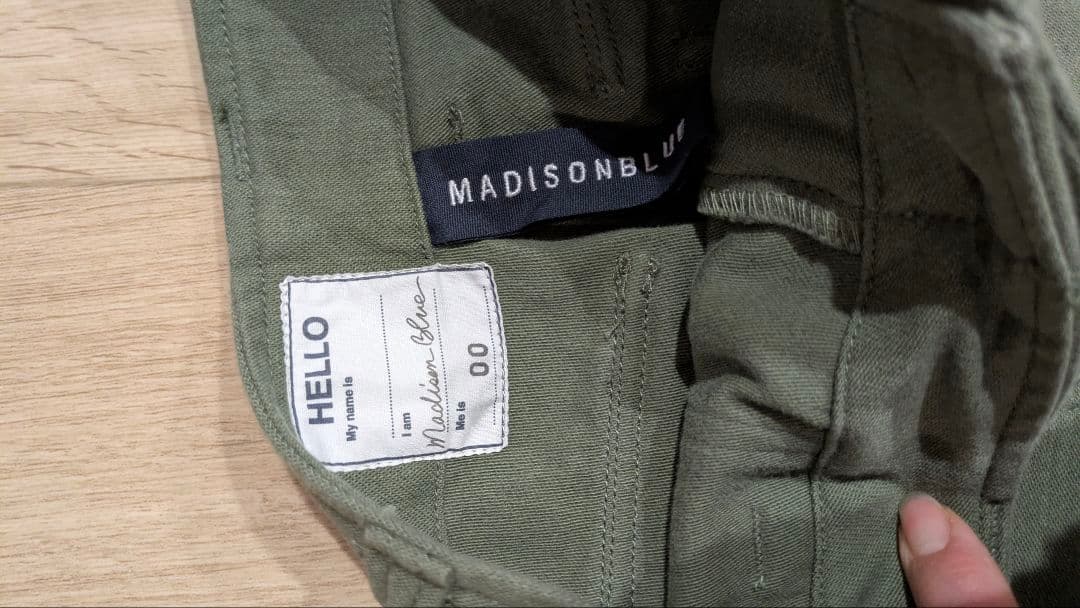 MADISONBLUE
HELLO
My name is
I am
Madison Blue
Me is
00